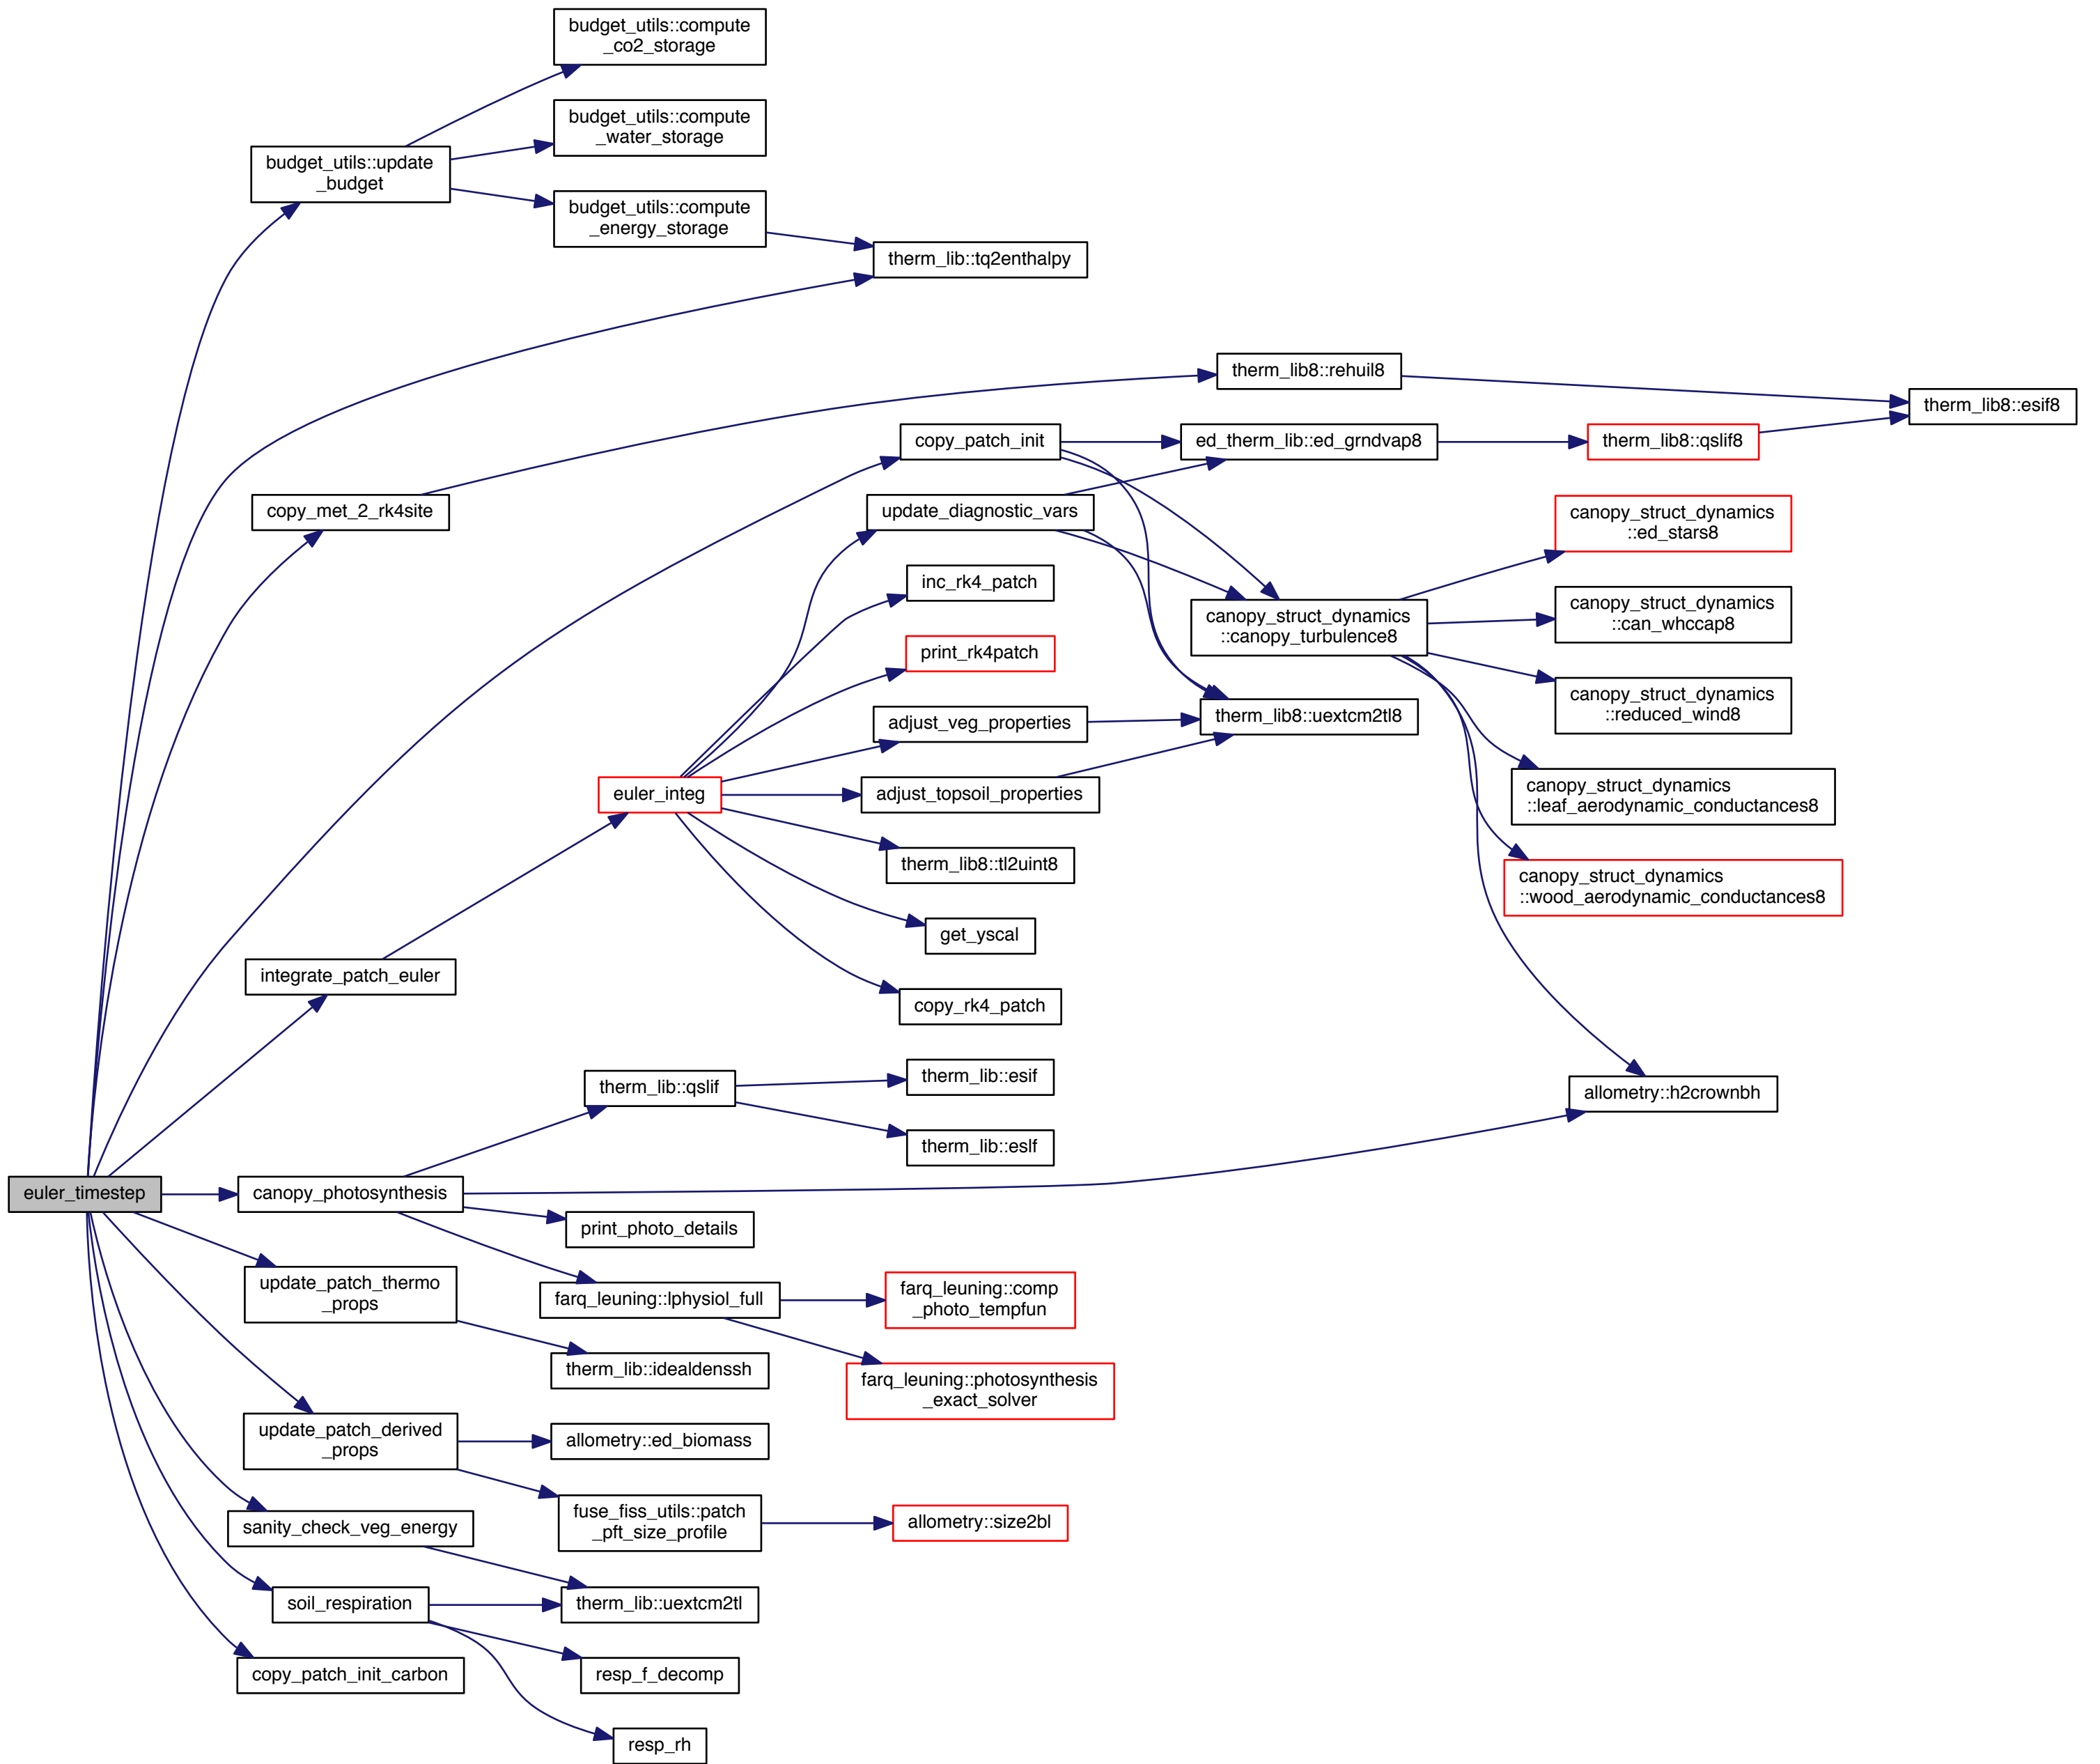 budget_utils::compute
_co2_storage
budget_utils::compute
_water_storage
budget_utils::update
_budget
budget_utils::compute
_energy_storage
therm_lib::tq2enthalpy
therm_lib8::rehuil8
therm_lib8::esif8
copy_patch_init
ed_therm_lib::ed_grndvap8
therm_lib8::qslif8
copy_met_2_rk4site
update_diagnostic_vars
canopy_struct_dynamics
::ed_stars8
inc_rk4_patch
canopy_struct_dynamics
::can_whccap8
canopy_struct_dynamics
::canopy_turbulence8
print_rk4patch
canopy_struct_dynamics
::reduced_wind8
adjust_veg_properties
therm_lib8::uextcm2tl8
euler_integ
adjust_topsoil_properties
canopy_struct_dynamics
::leaf_aerodynamic_conductances8
therm_lib8::tl2uint8
canopy_struct_dynamics
::wood_aerodynamic_conductances8
get_yscal
integrate_patch_euler
copy_rk4_patch
therm_lib::qslif
therm_lib::esif
allometry::h2crownbh
therm_lib::eslf
euler_timestep
canopy_photosynthesis
print_photo_details
update_patch_thermo
_props
farq_leuning::lphysiol_full
farq_leuning::comp
_photo_tempfun
therm_lib::idealdenssh
farq_leuning::photosynthesis
_exact_solver
update_patch_derived
_props
allometry::ed_biomass
sanity_check_veg_energy
fuse_fiss_utils::patch
_pft_size_profile
allometry::size2bl
soil_respiration
therm_lib::uextcm2tl
copy_patch_init_carbon
resp_f_decomp
resp_rh